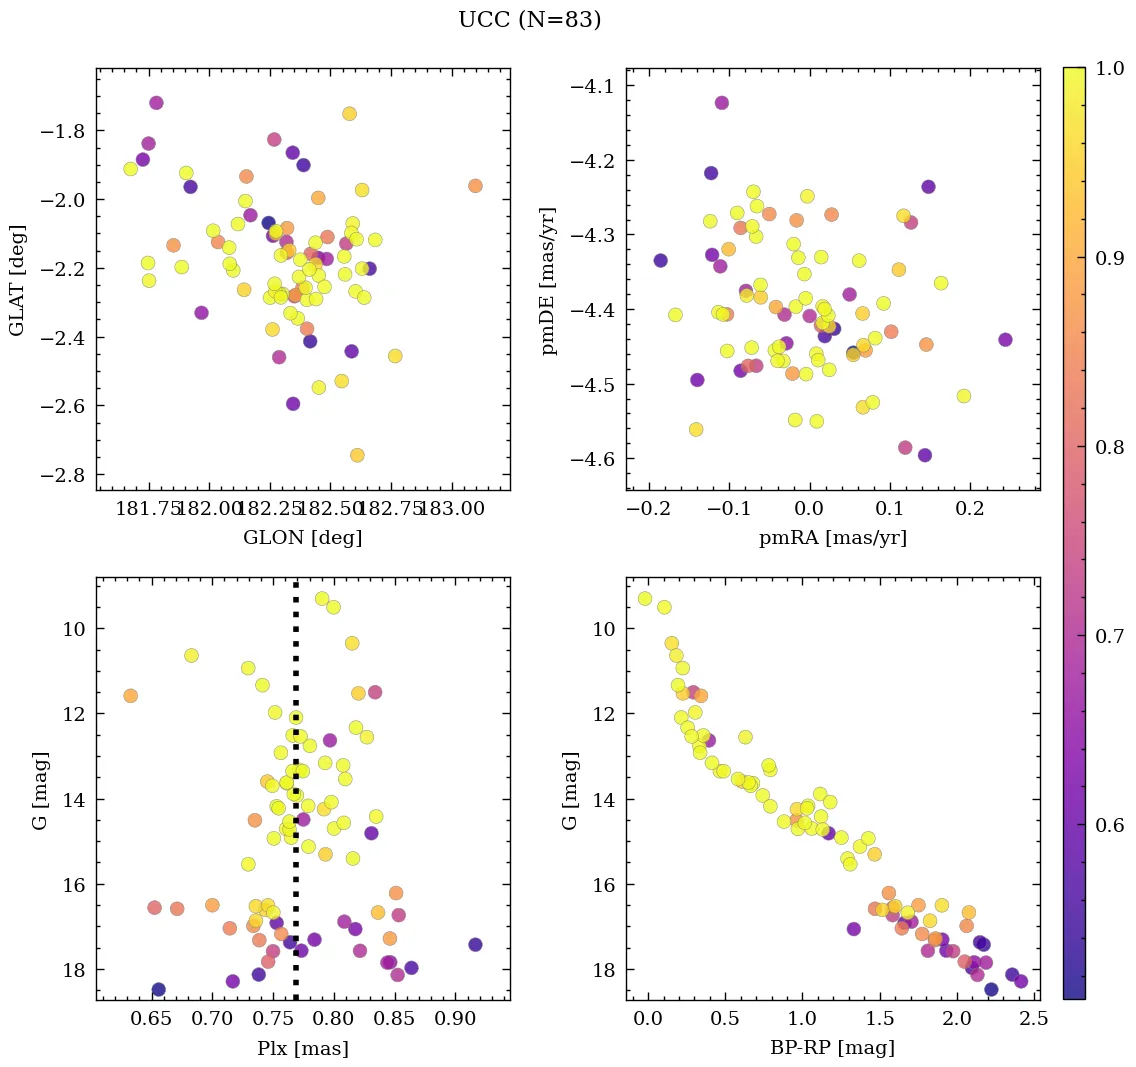 UCC (N=83)
−1.8
−2.0
−2.2
−2.4
−2.6
−2.8
GLAT [deg]
181.75 182.00 182.25 182.50 182.75 183.00
GLON [deg]
−4.1
−4.2
−4.3
−4.4
−4.5
−4.6
pmDE [mas/yr]
−0.2 −0.1 0.0 0.1 0.2
pmRA [mas/yr]
10
12
14
16
18
G [mag]
0.65 0.70 0.75 0.80 0.85 0.90
Plx [mas]
10
12
14
16
18
G [mag]
0.0 0.5 1.0 1.5 2.0 2.5
BP-RP [mag]
1.0
0.9
0.8
0.7
0.6